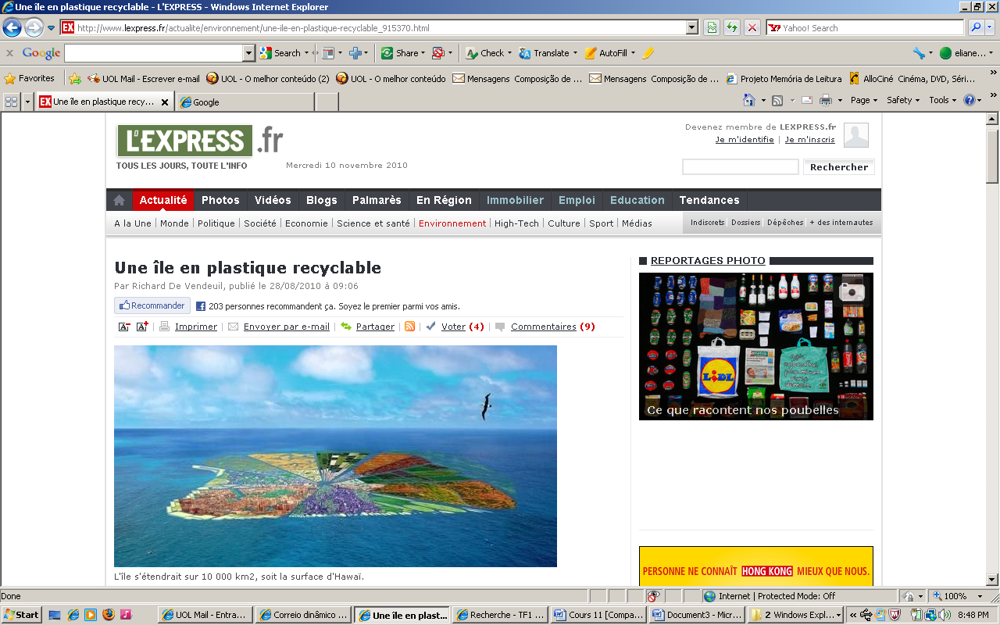 Une île en plastique recyclable - L'EXPRESS - Windows Internet Explorer
EX http://www.lexpress.fr/actualite/environnement/une-ile-en-plastique-recyclable_915370.html Yahoo! Search
x Google Search Share Check Translate AutoFill eliane...
Favorites UOL Mail - Escrever e-mail UOL - O melhor conteúdo (2) UOL - O melhor conteúdo Mensagens Composição de ... Mensagens Composição de ... Projeto Memória de Leitura AlloCiné Cinéma, DVD, Séri... »
EX Une île en plastique recy... Google Page Safety Tools »
L'EXPRESS.fr
TOUS LES JOURS, TOUTE L'INFO Mercredi 10 novembre 2010
Devenez membre de LEXPRESS.fr
Je m'identifie | Je m'inscris
Rechercher
Actualité Photos Vidéos Blogs Palmarès En Région Immobilier Emploi Education Tendances
A la Une | Monde | Politique | Société | Economie | Science et santé | Environnement | High-Tech | Culture | Sport | Médias Indiscrets | Dossiers | Dépêches | + des internautes
Une île en plastique recyclable
Par Richard De Vendeuil, publié le 28/08/2010 à 09:06
Recommander 203 personnes recommandent ça. Soyez le premier parmi vos amis.
A- A+ | Imprimer | Envoyer par e-mail | Partager | Voter (4) | Commentaires (9)
L'île s'étendrait sur 10 000 km2, soit la surface d'Hawaï.
REPORTAGES PHOTO
LIDL
Ce que racontent nos poubelles
PERSONNE NE CONNAÎT HONG KONG MIEUX QUE NOUS.
Done Internet | Protected Mode: Off 100%
Start UOL Mail - Entra... Correio dinâmic... Une île en plast... Recherche - TF1 ... Cours 11 [Compa... Document3 - Micr... 2 Windows Expl... « 8:48 PM